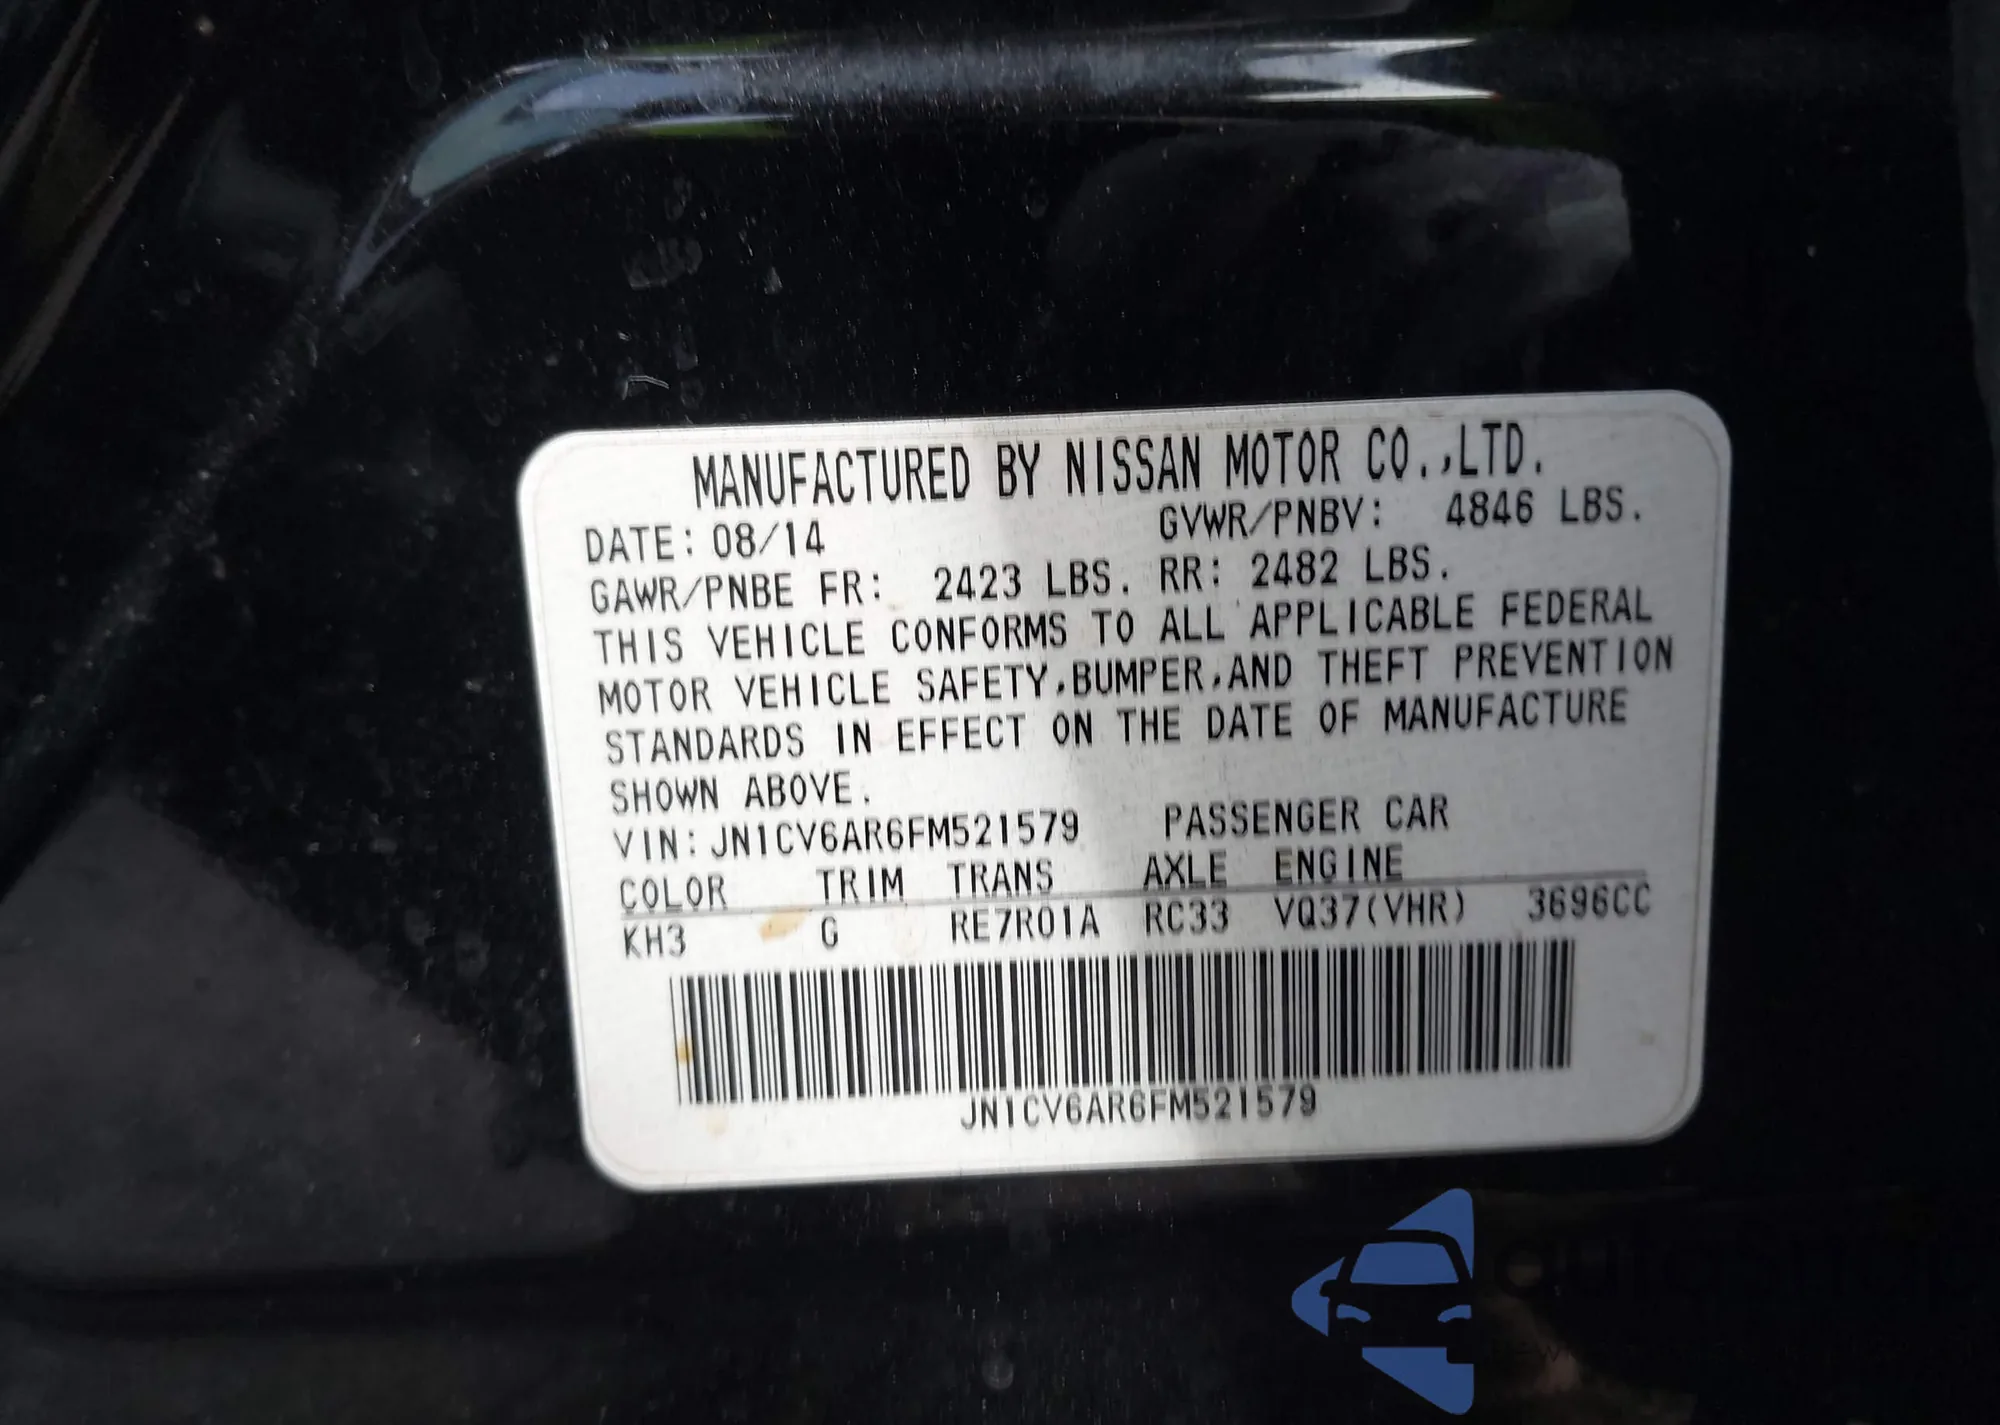 MANUFACTURED BY NISSAN MOTOR CO.,LTD.
DATE: 08/14 GVWR/PNBV: 4846 LBS.
GAWR/PNBE FR: 2423 LBS. RR: 2482 LBS.
THIS VEHICLE CONFORMS TO ALL APPLICABLE FEDERAL
MOTOR VEHICLE SAFETY,BUMPER,AND THEFT PREVENTION
STANDARDS IN EFFECT ON THE DATE OF MANUFACTURE
SHOWN ABOVE.
VIN: JN1CV6AR6FM521579 PASSENGER CAR
COLOR TRIM TRANS AXLE ENGINE
KH3 G RE7R01A RC33 VQ37(VHR) 3696CC
JN1CV6AR6FM521579